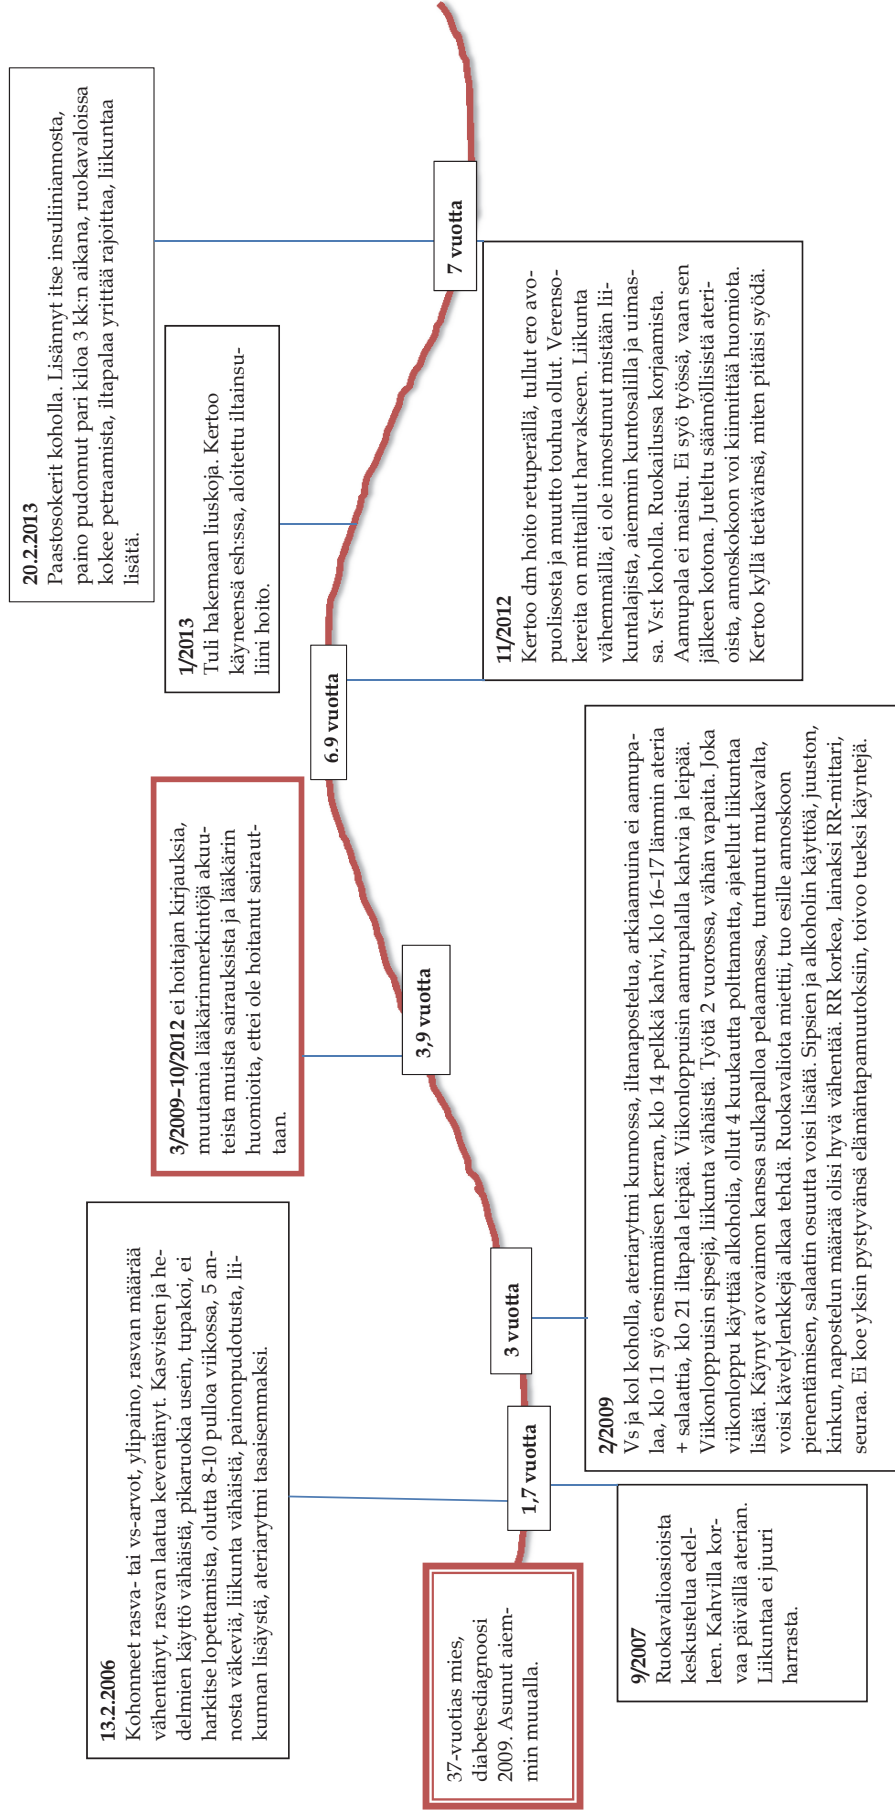 13.2.2006
Kohonneet rasva- tai vs-arvot, ylipaino, rasvan määrää
vähentänyt, rasvan laatua keventänyt. Kasvisten ja he-
delmien käyttö vähäistä, pikaruokia usein, tupakoi, ei
harkitse lopettamista, olutta 8-10 pulloa viikossa, 5 an-
nosta väkeviä, liikunta vähäistä, painonpudotusta, lii-
kunnan lisäystä, ateriarytmi tasaisemmaksi.
3/2009–10/2012 ei hoitajan kirjauksia,
muutamia lääkärinmerkintöjä akuu-
teista muista sairauksista ja lääkärin
huomioita, ettei ole hoitanut sairaut-
taan.
1/2013
Tuli hakemaan liuskoja. Kertoo
käyneensä esh:ssa, aloitettu iltainsu-
liini hoito.
20.2.2013
Paastosokerit koholla. Lisännyt itse insuliiniannosta,
paino pudonnut pari kiloa 3 kk:n aikana, ruokavaloissa
kokee petraamista, iltapalaa yrittää rajoittaa, liikuntaa
lisätä.
37-vuotias mies,
diabetesdiagnoosi
2009. Asunut aiem-
min muualla.
1,7 vuotta
3 vuotta
3,9 vuotta
6.9 vuotta
7 vuotta
9/2007
Ruokavalioasioista
keskustelua edel-
leen. Kahvilla kor-
vaa päivällä aterian.
Liikuntaa ei juuri
harrasta.
2/2009
Vs ja kol koholla, ateriarytmi kunnossa, iltanapostelua, arkiaamuina ei aamupa-
laa, klo 11 syö ensimmäisen kerran, klo 14 pelkkä kahvi, klo 16–17 lämmin ateria
+ salaattia, klo 21 iltapala leipää. Viikonloppuisin aamupalalla kahvia ja leipää.
Viikonloppuisin sipsejä, liikunta vähäistä. Työtä 2 vuorossa, vähän vapaita. Joka
viikonloppu käyttää alkoholia, ollut 4 kuukautta polttamatta, ajatellut liikuntaa
lisätä. Käynyt avovaimon kanssa sulkapalloa pelaamassa, tuntunut mukavalta,
voisi kävelylenkkejä alkaa tehdä. Ruokavaliota miettii, tuo esille annoskoon
pienentämisen, salaatin osuutta voisi lisätä. Sipsien ja alkoholin käyttöä, juuston,
kinkun, napostelun määrää olisi hyvä vähentää. RR korkea, lainaksi RR-mittari,
seuraa. Ei koe yksin pystyvänsä elämäntapamuutoksiin, toivoo tueksi käyntejä.
11/2012
Kertoo dm hoito retuperällä, tullut ero avo-
puolisosta ja muutto touhua ollut. Verenso-
kereita on mittaillut harvakseen. Liikunta
vähemmällä, ei ole innostunut mistään lii-
kuntalajista, aiemmin kuntosalilla ja uimas-
sa. Vs:t koholla. Ruokailussa korjaamista.
Aamupala ei maistu. Ei syö työssä, vaan sen
jälkeen kotona. Juteltu säännöllisistä ateri-
oista, annoskokoon voi kiinnittää huomiota.
Kertoo kyllä tietävänsä, miten pitäisi syödä.